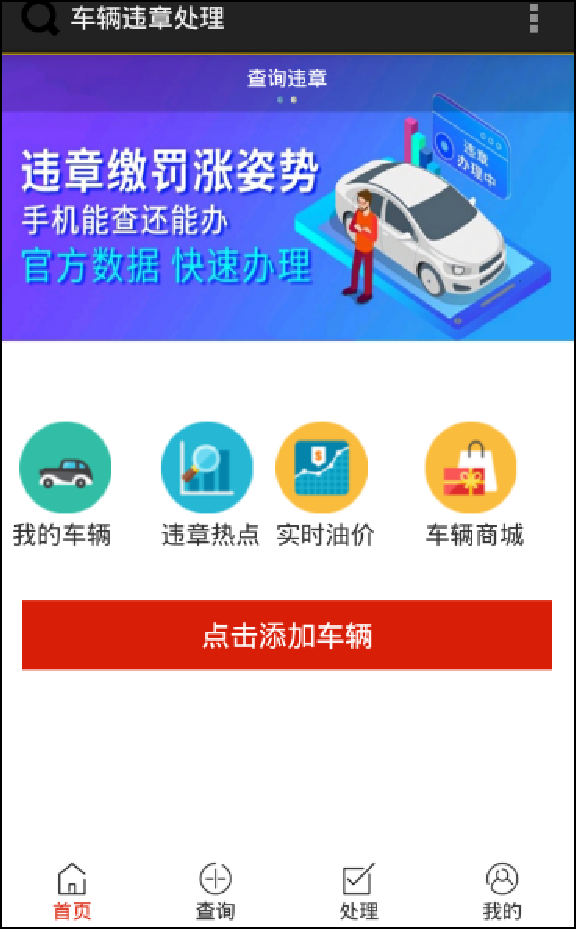 车辆违章处理
查询违章
违章缴罚涨姿势
手机能查还能办
官方数据 快速办理
违章
办理中
我的车辆 违章热点 实时油价 车辆商城
点击添加车辆
首页 查询 处理 我的